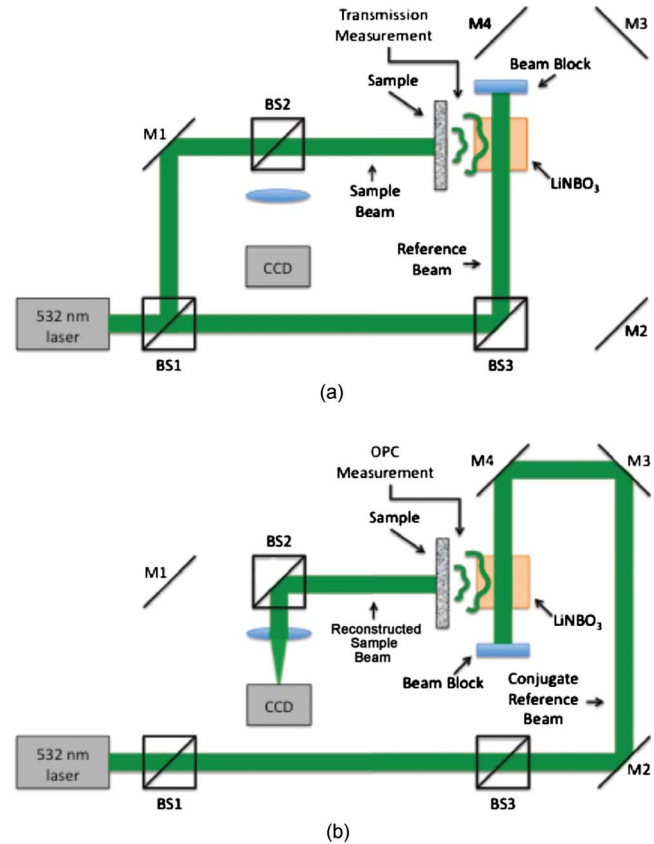 Transmission
Measurement
M4
M3
Sample
Beam Block
BS2
M1
LiNBO₃
Sample
Beam
Reference
Beam
CCD
532 nm
laser
BS1
BS3
M2
(a)
OPC
Measurement
M4
M3
Sample
BS2
M1
LiNBO₃
Reconstructed
Sample
Beam
Beam Block
Conjugate
Reference
Beam
CCD
532 nm
laser
BS1
BS3
M2
(b)